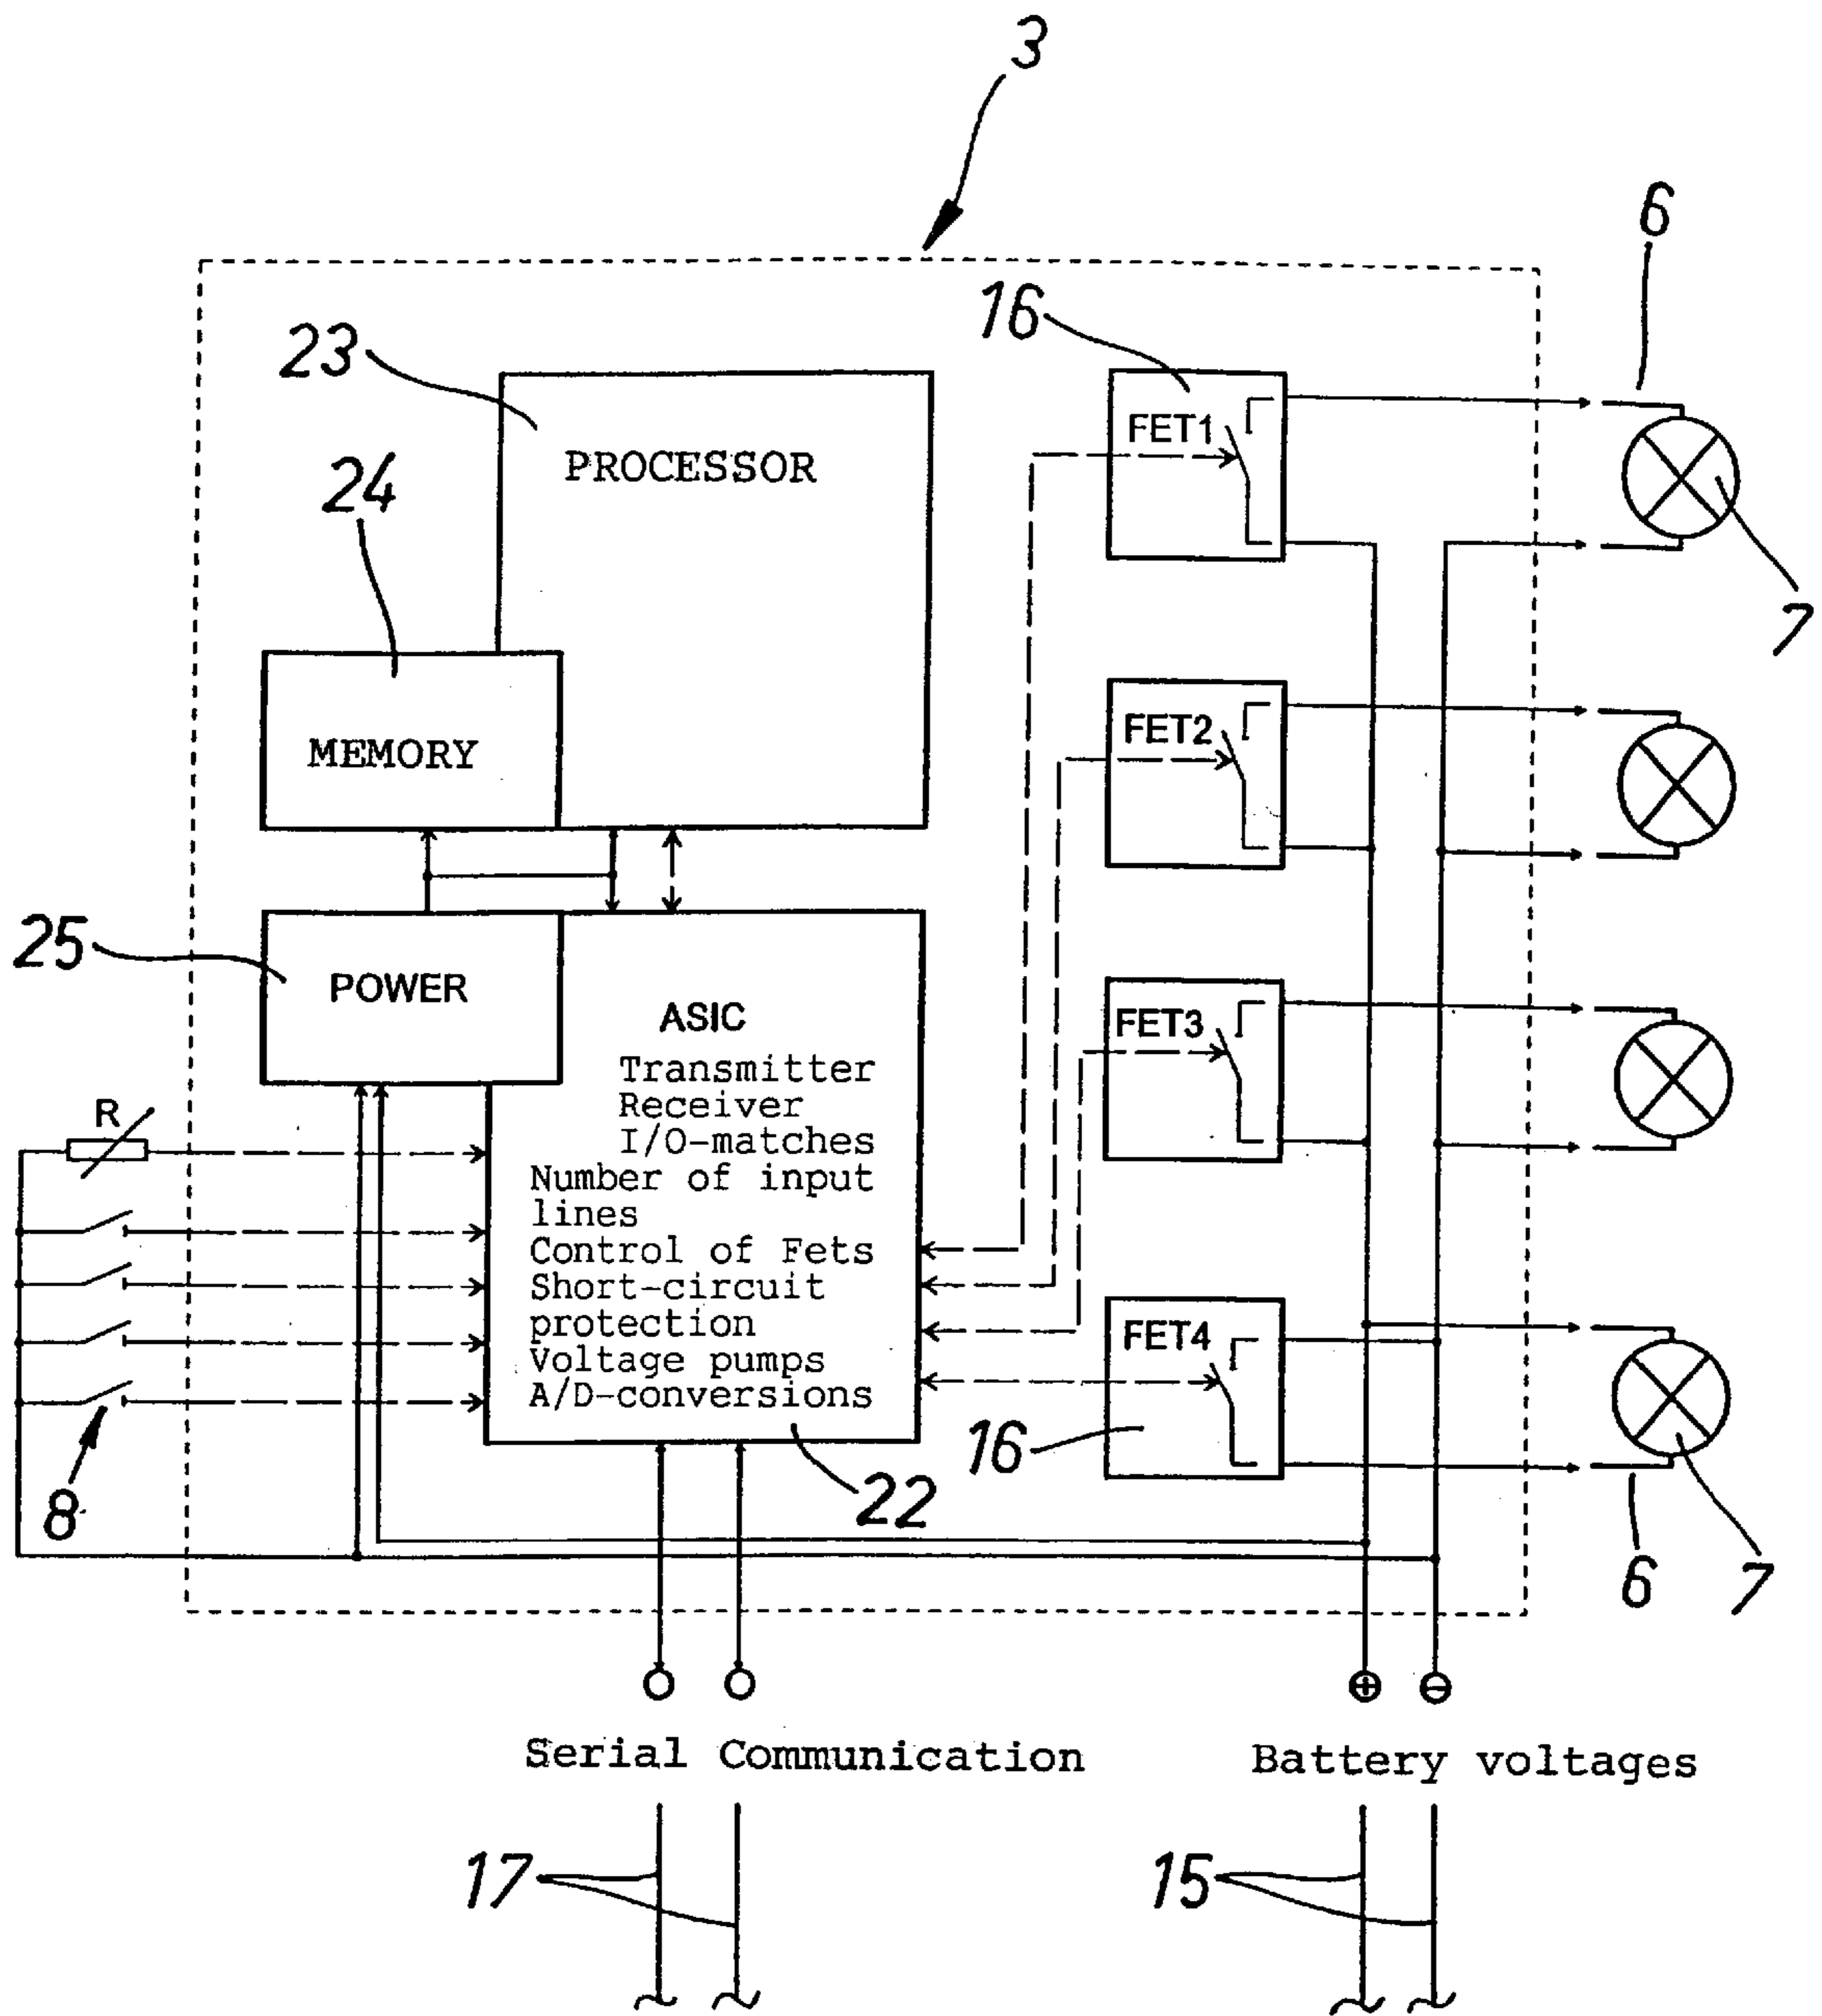 3
6
16
23
FET1
PROCESSOR
24
7
FET2
MEMORY
25
POWER
FET3
ASIC
Transmitter
Receiver
I/O-matches
Number of input
lines
Control of Fets
Short-circuit
protection
Voltage pumps
A/D-conversions
R
FET4
16
8
22
6
7
+
-
Serial Communication
Battery voltages
17
15